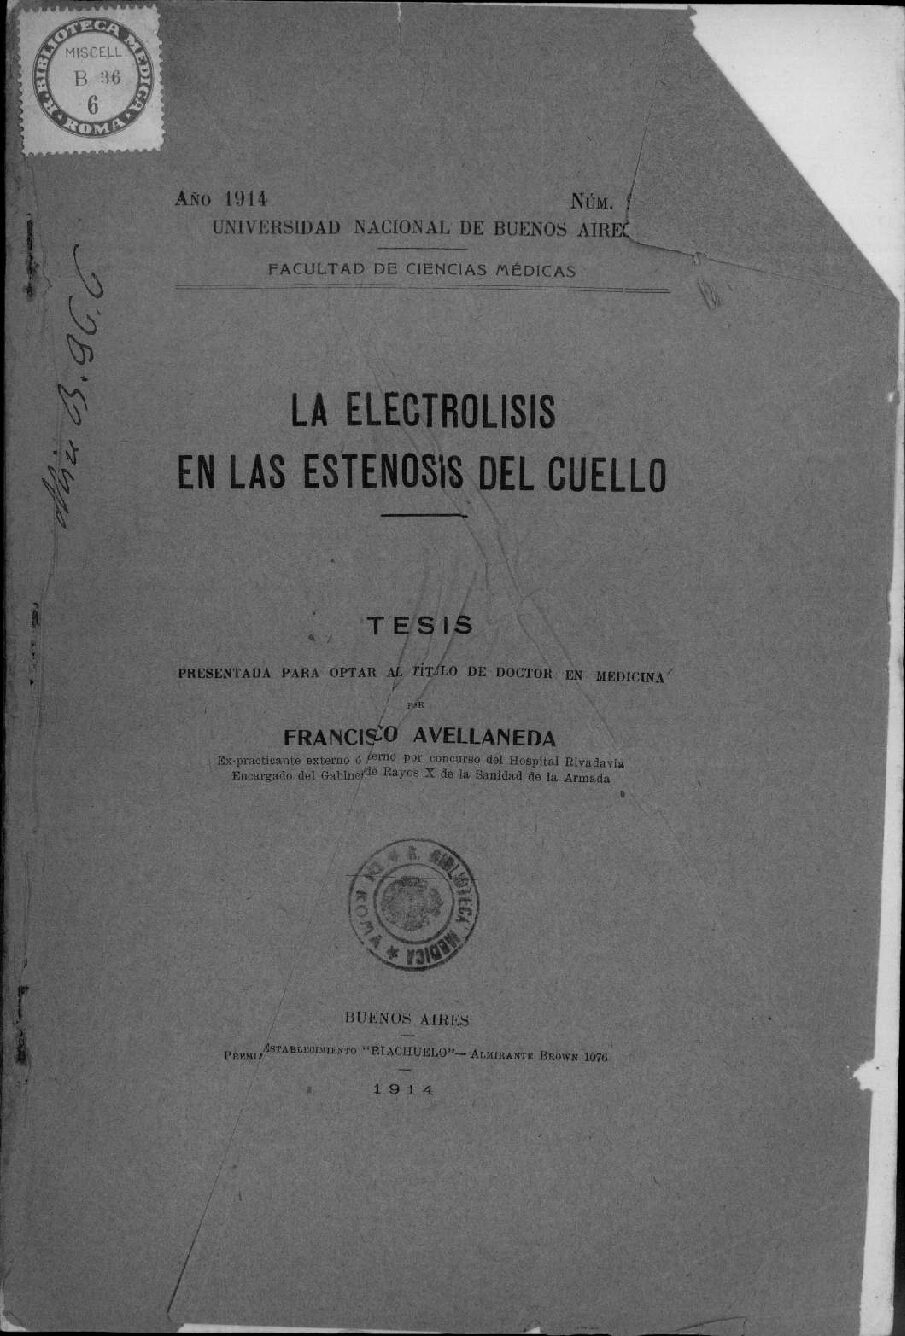 R. BIBLIOTECA MEDICA
MISCELL
B 36
6
ROMA
AÑO 1914 NÚM.
UNIVERSIDAD NACIONAL DE BUENOS AIRES
FACULTAD DE CIENCIAS MÉDICAS
LA ELECTROLISIS
EN LAS ESTENOSIS DEL CUELLO
TESIS
PRESENTADA PARA OPTAR AL TÍTULO DE DOCTOR EN MEDICINA
POR
FRANCISCO AVELLANEDA
Ex-practicante externo é por concurso del Hospital Rivadavia
Encargado del Gabinete de Rayos X de la Sanidad de la Armada
R. BIBLIOTECA MEDICA
ROMA
BUENOS AIRES
ESTABLECIMIENTO "RIACHUELO"— ALMIRANTE BROWN 1076
1914